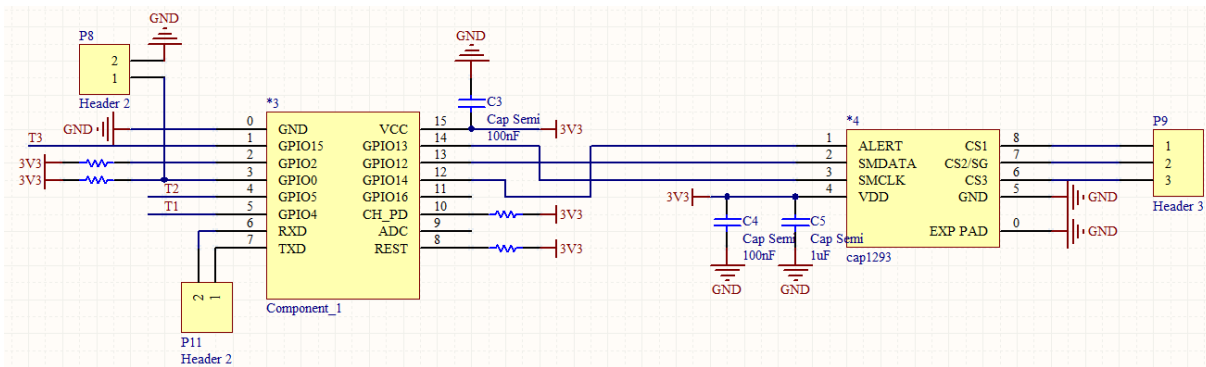 GND
P8
2
1
Header 2
GND
C3
Cap Semi
100nF
3V3
*3
GND
T3
3V3
3V3
T2
T1
0 GND VCC 15
1 GPIO15 GPIO13 14
2 GPIO2 GPIO12 13
3 GPIO0 GPIO14 12
4 GPIO5 GPIO16 11
5 GPIO4 CH_PD 10
6 RXD ADC 9
7 TXD REST 8
3V3
3V3
Component_1
2 1
P11
Header 2
*4
1 ALERT CS1 8
2 SMDATA CS2/SG 7
3 SMCLK CS3 6
4 VDD GND 5
EXP PAD 0
cap1293
3V3
C4
Cap Semi
100nF
GND
C5
Cap Semi
1uF
GND
GND
GND
P9
1
2
3
Header 3